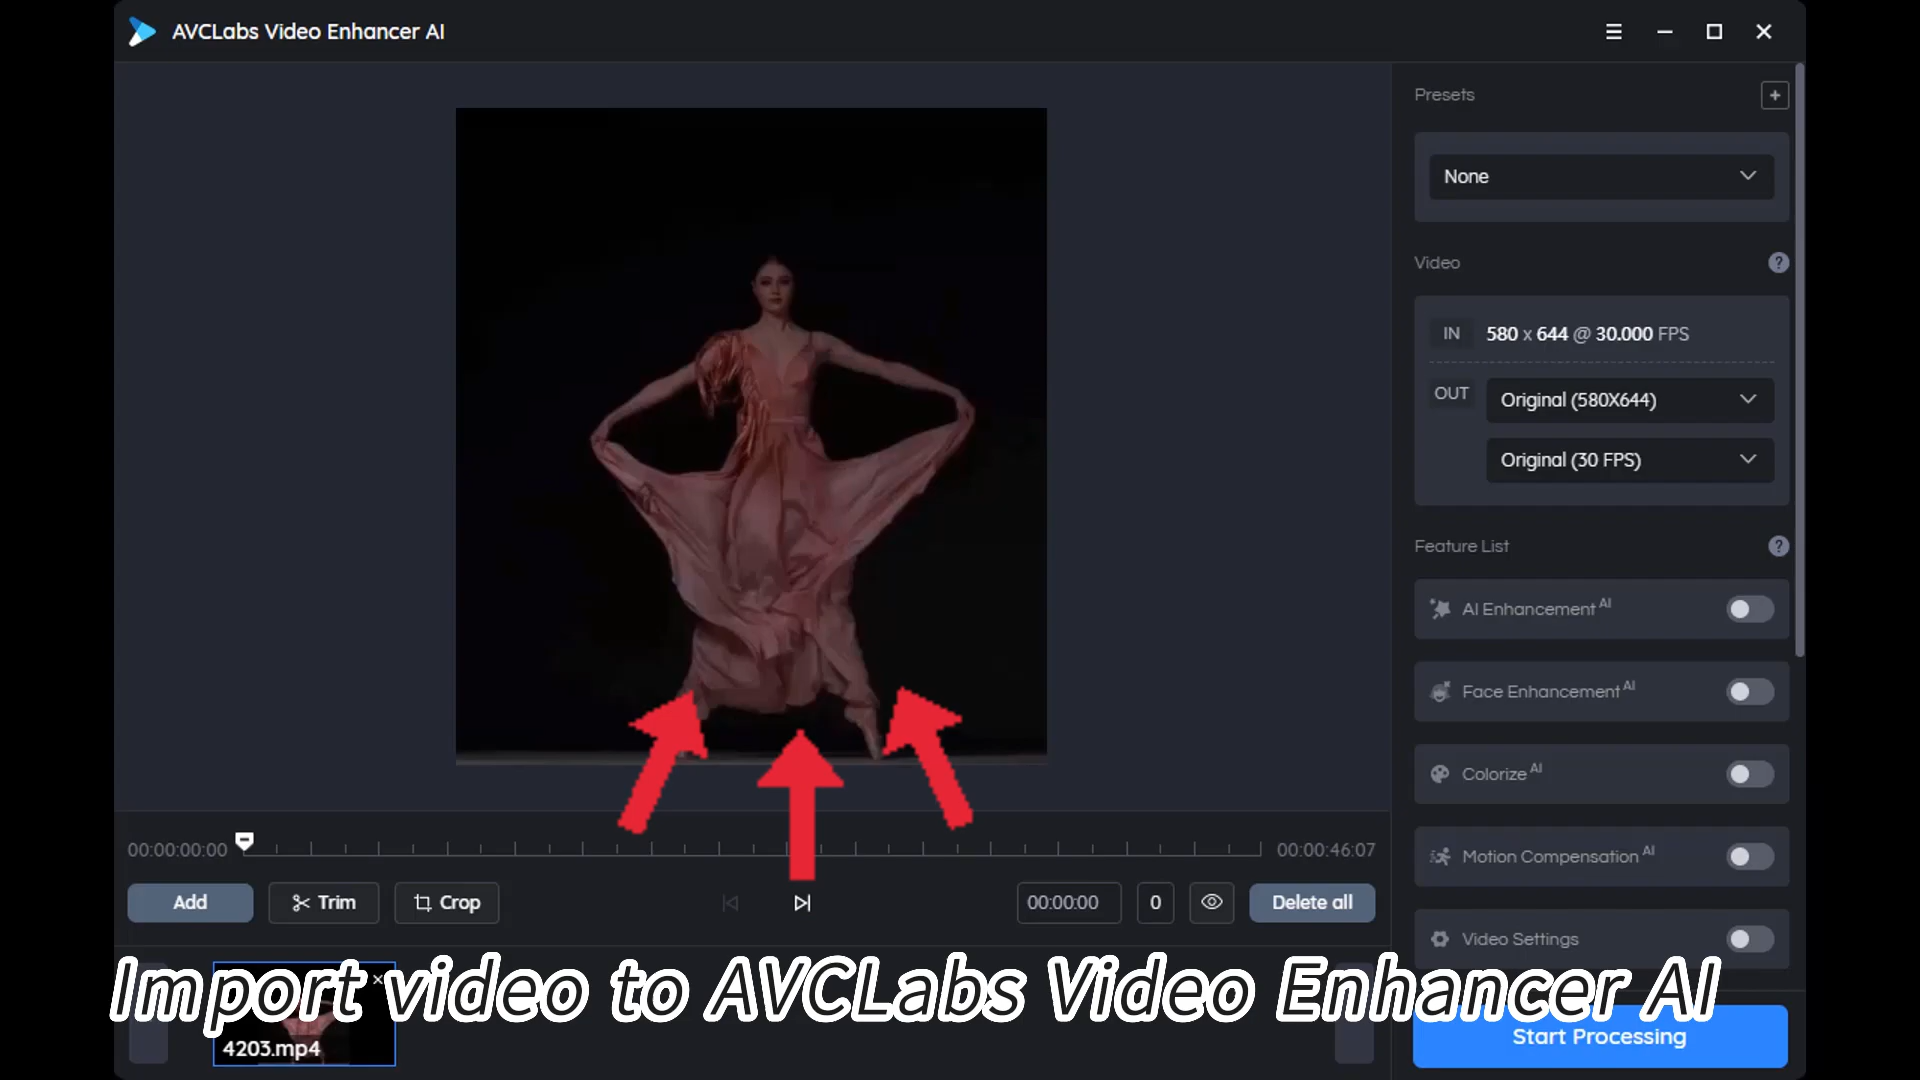 AVCLabs Video Enhancer AI
Presets
None
Video
IN 580 x 644 @ 30.000 FPS
OUT Original (580X644)
Original (30 FPS)
Feature List
AI Enhancement AI
Face Enhancement AI
Colorize AI
Motion Compensation AI
Video Settings
Start Processing
00:00:00:00
00:00:46:07
Add
Trim
Crop
00:00:00
0
Delete all
Import video to AVCLabs Video Enhancer AI
4203.mp4